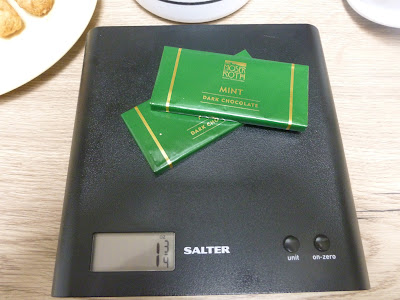 MINT
DARK CHOCOLATE
DARK CHO
SALTER
unit
on-zero